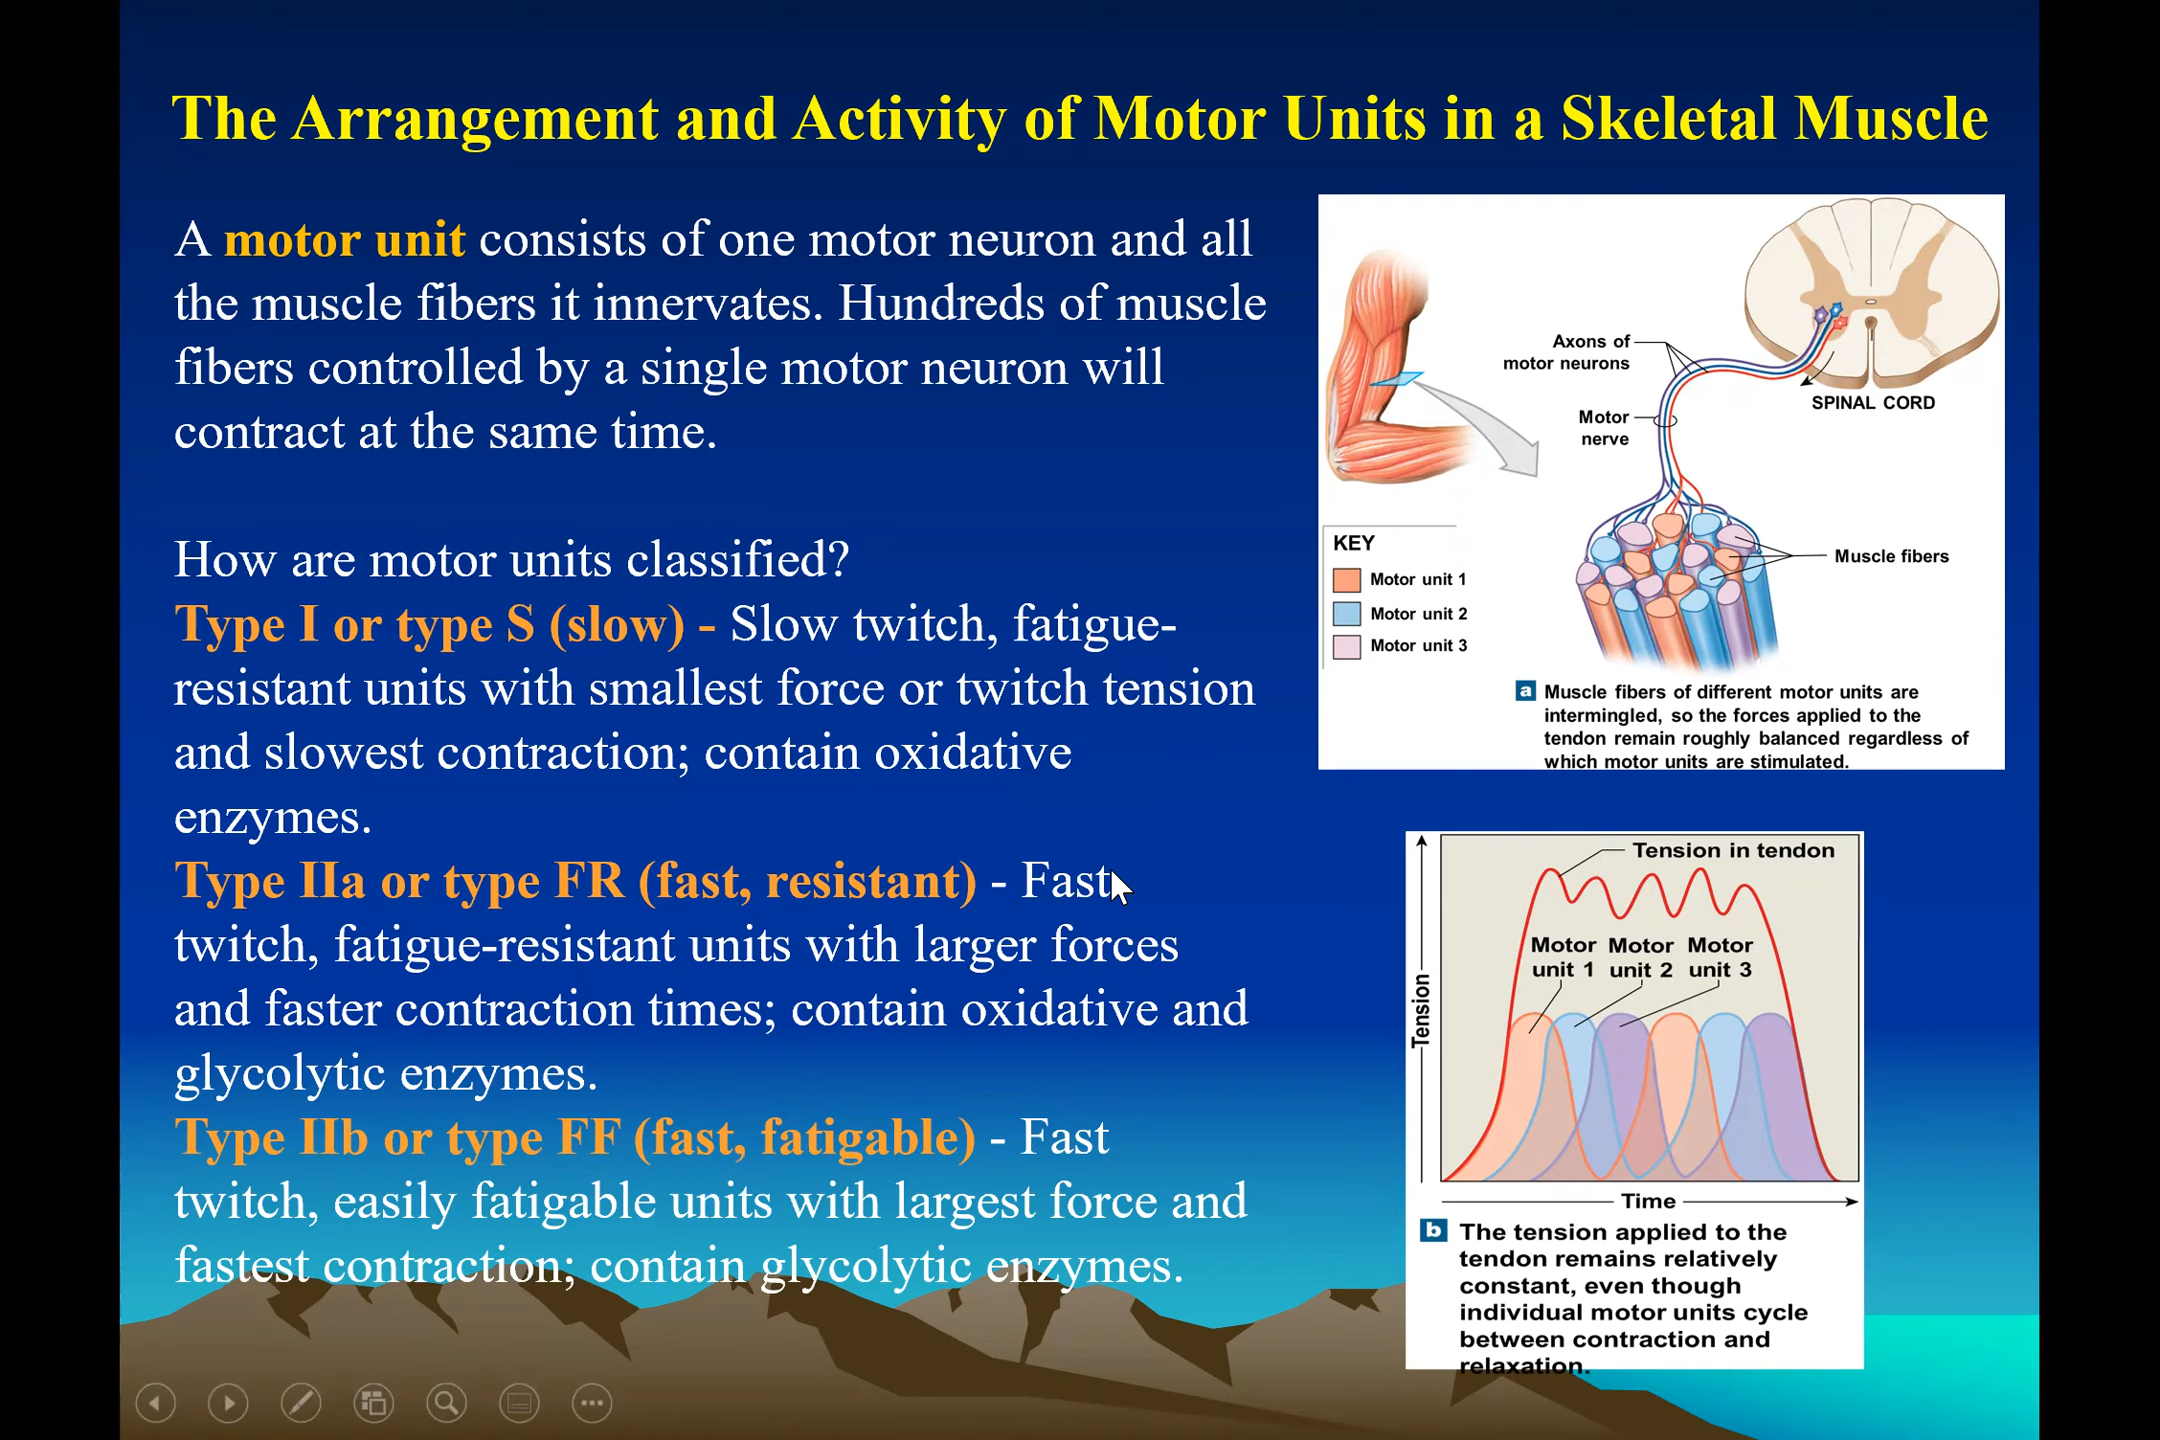 The Arrangement and Activity of Motor Units in a Skeletal Muscle
A motor unit consists of one motor neuron and all
the muscle fibers it innervates. Hundreds of muscle
fibers controlled by a single motor neuron will
contract at the same time.
How are motor units classified?
Type I or type S (slow) - Slow twitch, fatigue-
resistant units with smallest force or twitch tension
and slowest contraction; contain oxidative
enzymes.
Type IIa or type FR (fast, resistant) - Fast
twitch, fatigue-resistant units with larger forces
and faster contraction times; contain oxidative and
glycolytic enzymes.
Type IIb or type FF (fast, fatigable) - Fast
twitch, easily fatigable units with largest force and
fastest contraction; contain glycolytic enzymes.
Axons of
motor neurons
SPINAL CORD
Motor
nerve
Muscle fibers
KEY
Motor unit 1
Motor unit 2
Motor unit 3
a Muscle fibers of different motor units are
intermingled, so the forces applied to the
tendon remain roughly balanced regardless of
which motor units are stimulated.
Tension in tendon
Motor unit 1
Motor unit 2
Motor unit 3
Tension
Time
b The tension applied to the
tendon remains relatively
constant, even though
individual motor units cycle
between contraction and
relaxation.